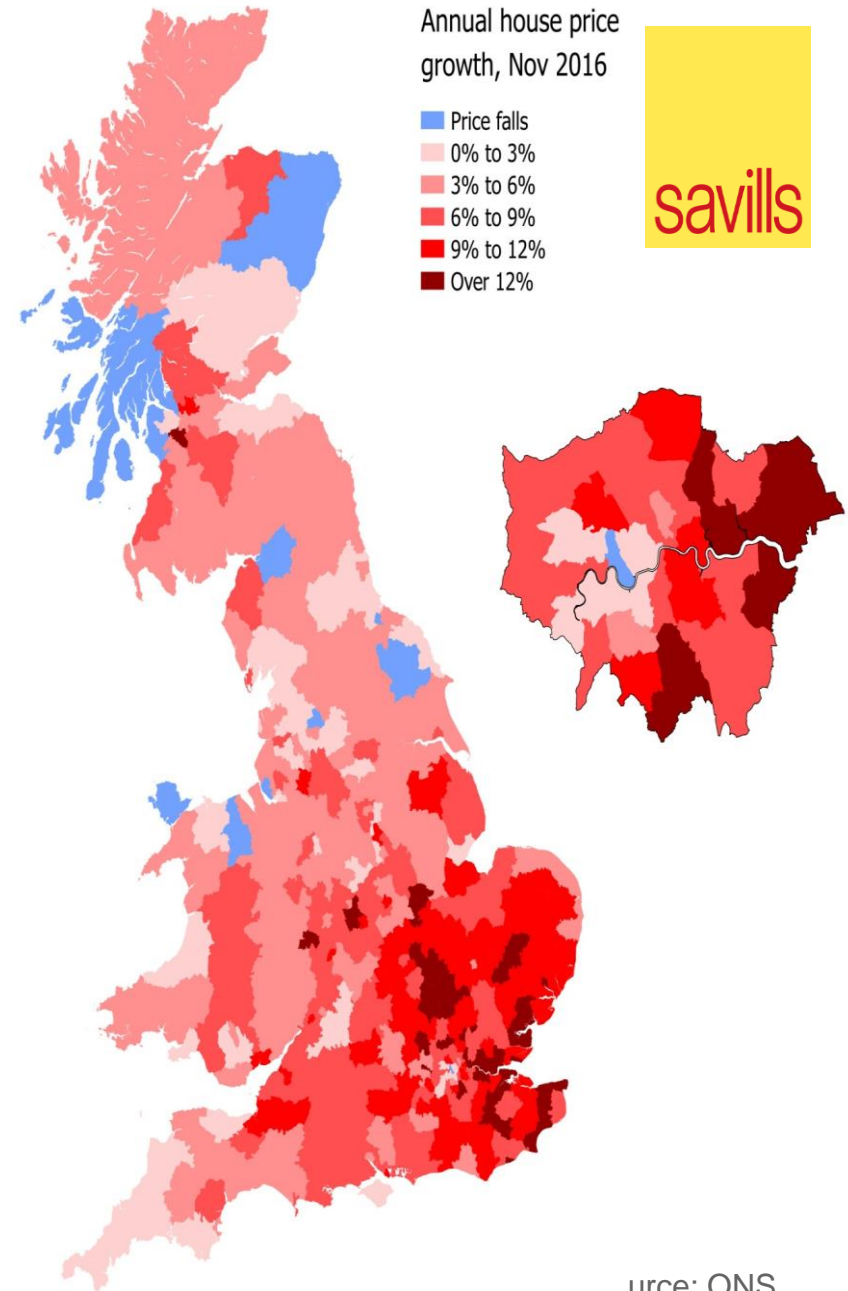 Annual house price
growth, Nov 2016
Price falls
0% to 3%
3% to 6%
6% to 9%
9% to 12%
Over 12%
savills
urce: ONS